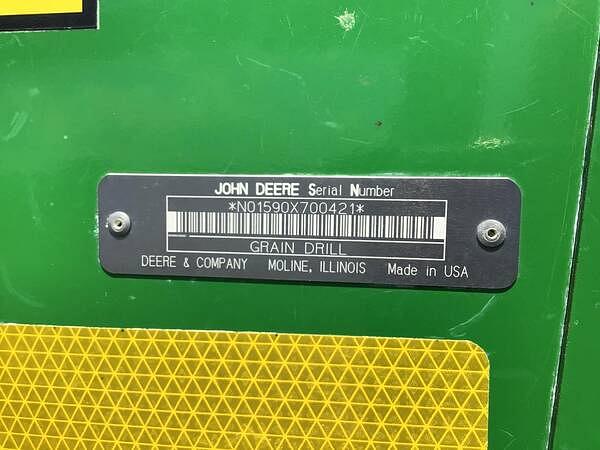 JOHN DEERE Serial Number
*N01590X700421*
GRAIN DRILL
DEERE & COMPANY MOLINE, ILLINOIS Made in USA